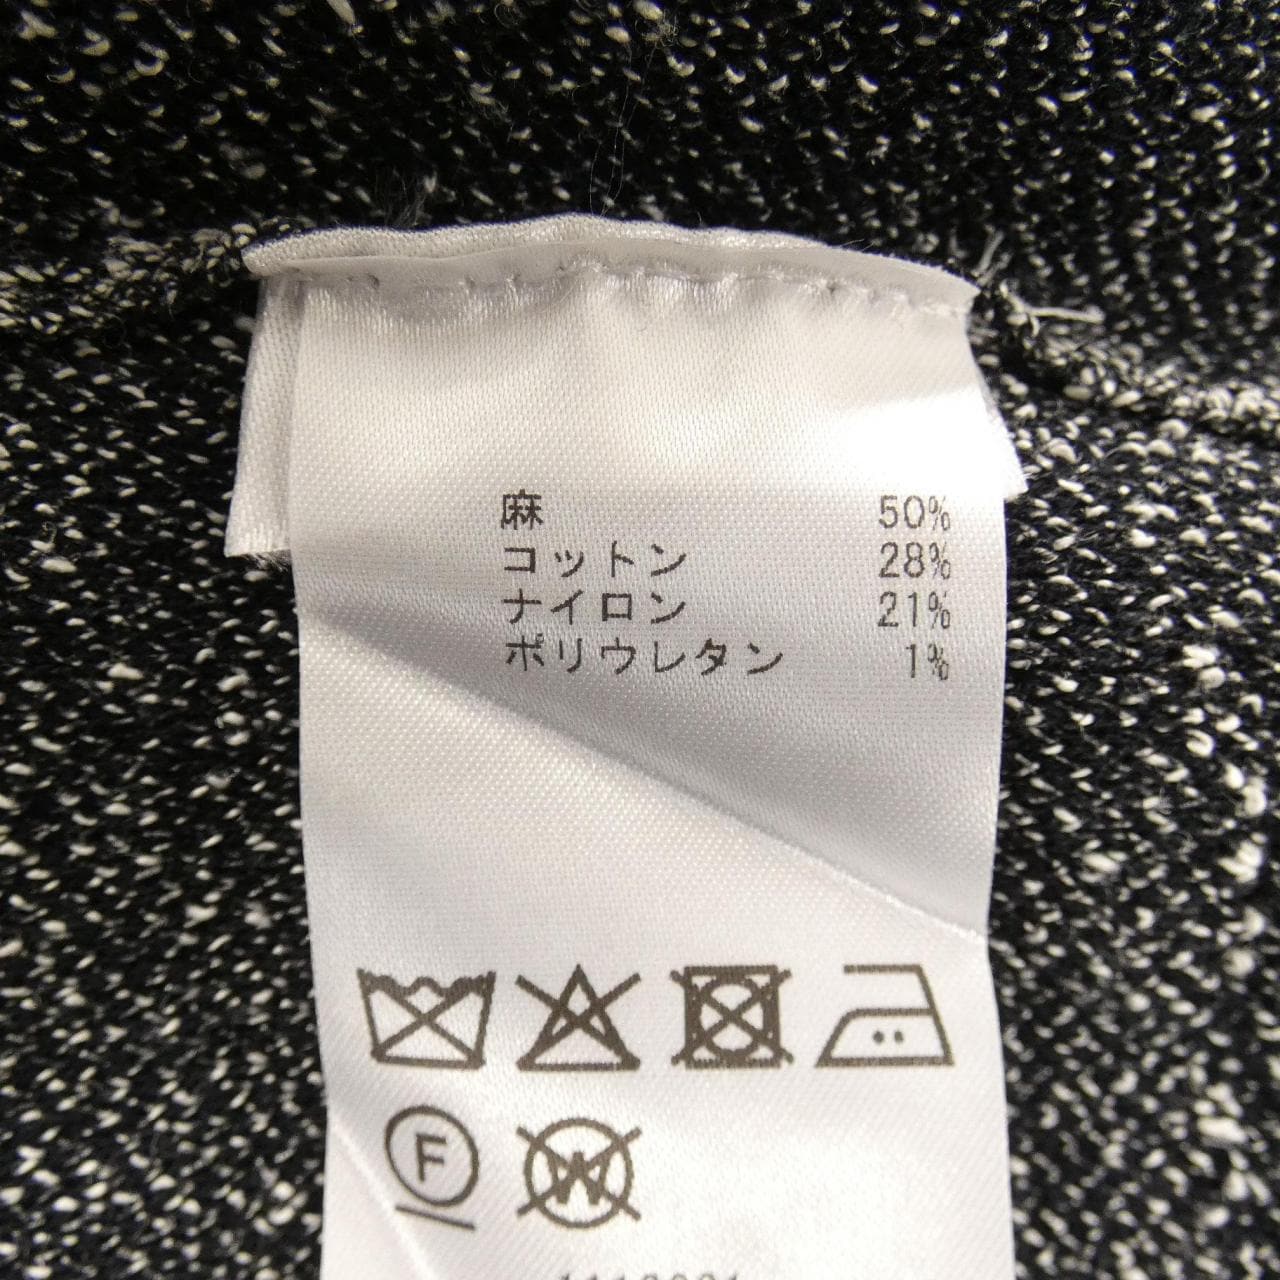 麻 50%
コットン 28%
ナイロン 21%
ポリウレタン 1%
F W